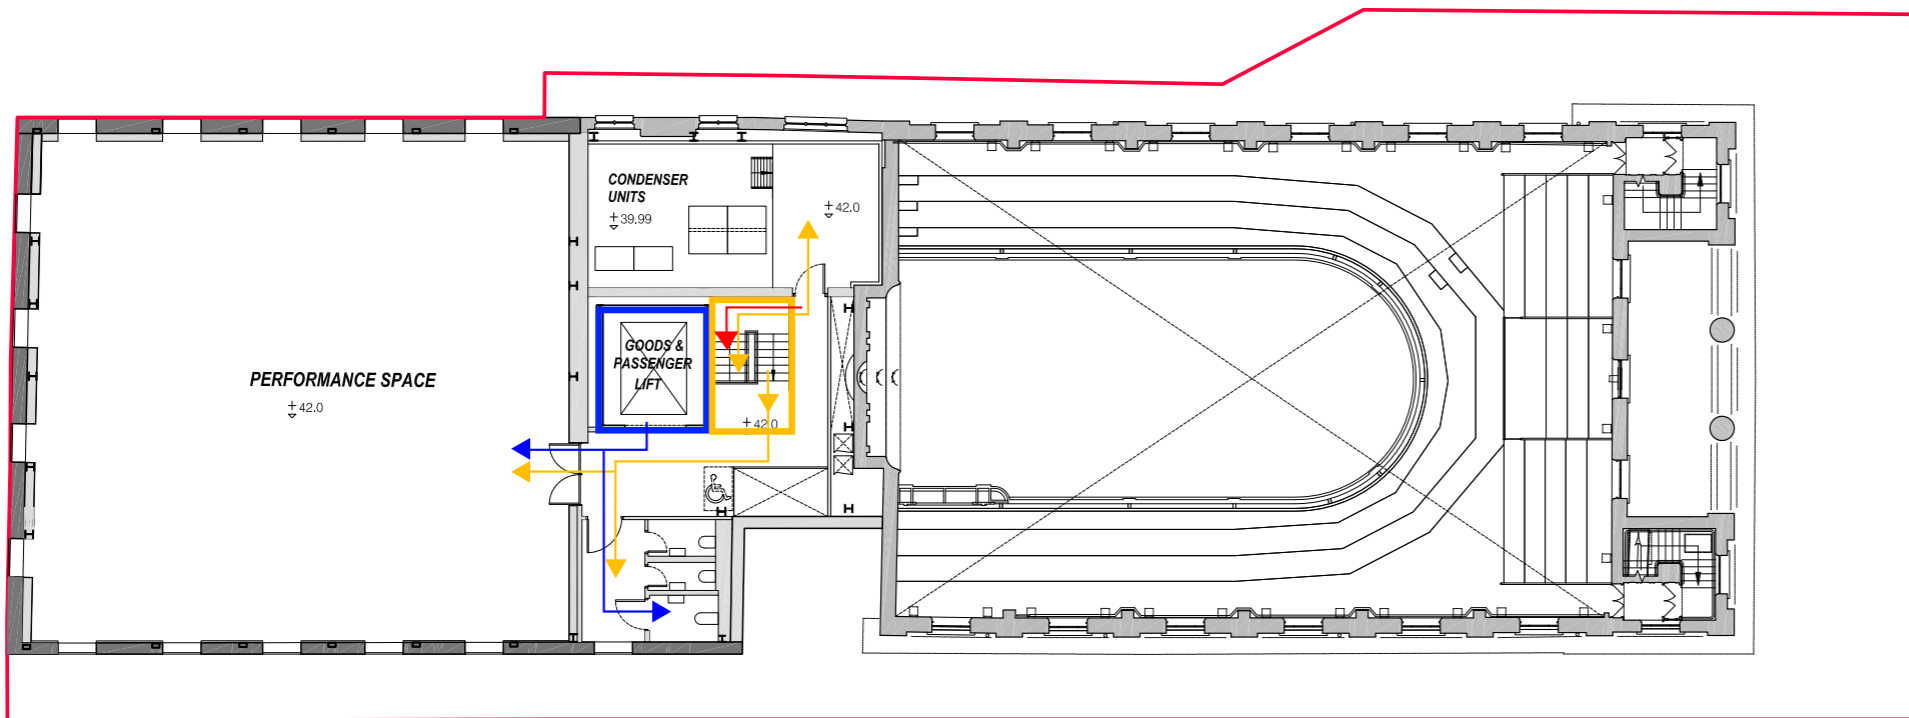 CONDENSER
UNITS
39.99
42.0
GOODS &
PASSENGER
LIFT
PERFORMANCE SPACE
42.0
42.0